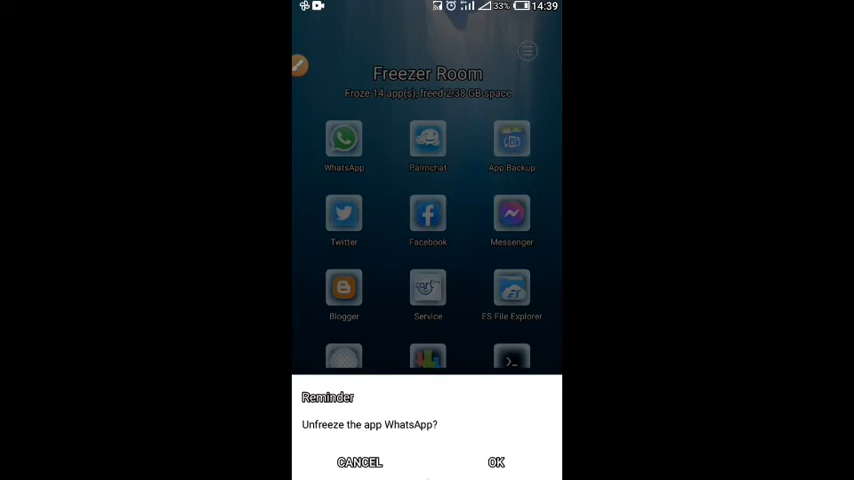 33% 14:39
Freezer Room
Froze 14 app(s), freed 2.38 GB space
WhatsApp Palmchat App Backup
Twitter Facebook Messenger
Blogger Service ES File Explorer
Reminder
Unfreeze the app WhatsApp?
CANCEL OK